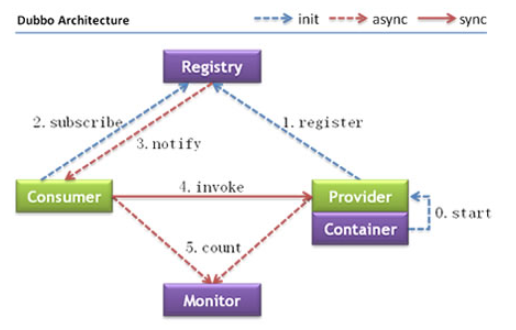 Dubbo Architecture
init
async
sync
Registry
2. subscribe
1. register
3. notify
Consumer
4. invoke
Provider
Container
0. start
5. count
Monitor